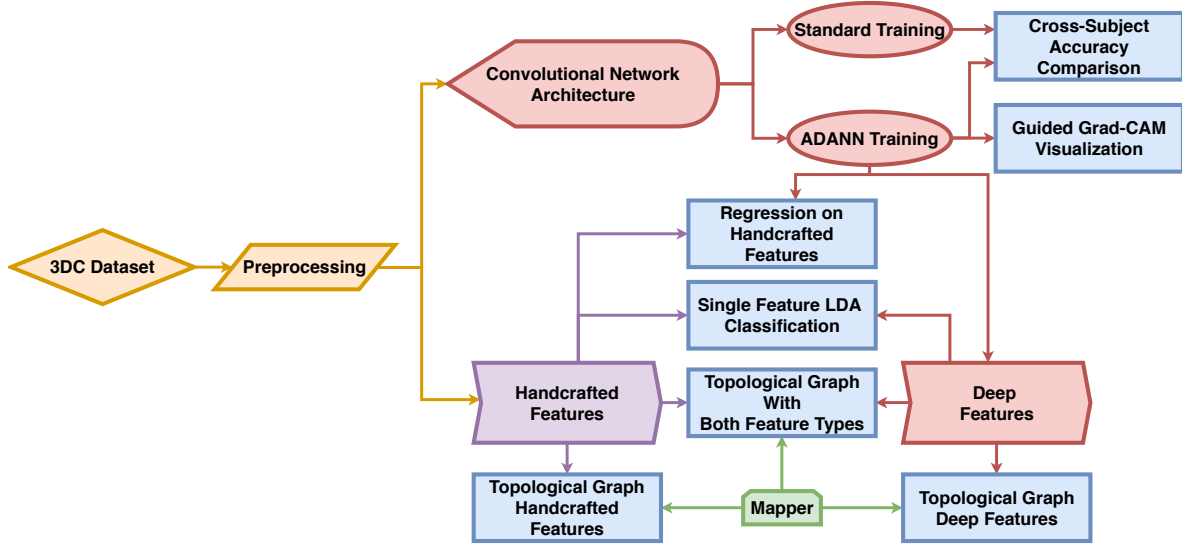 Standard Training
Cross-Subject
Accuracy
Comparison
Convolutional Network
Architecture
ADANN Training
Guided Grad-CAM
Visualization
Regression on
Handcrafted
Features
3DC Dataset
Preprocessing
Single Feature LDA
Classification
Handcrafted
Features
Topological Graph
With
Both Feature Types
Deep
Features
Topological Graph
Handcrafted
Features
Mapper
Topological Graph
Deep Features